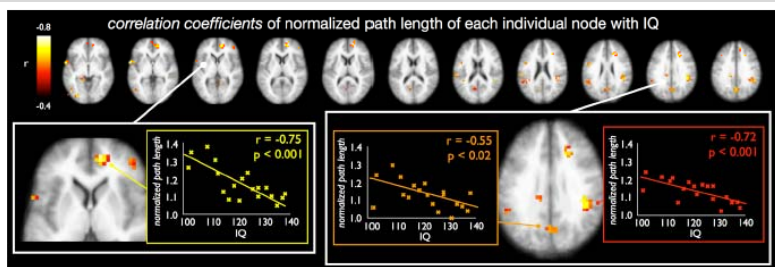 correlation coefficients of normalized path length of each individual node with IQ
-0.8
r
-0.4
r = -0.75
p < 0.001
normalized path length
1.4
1.3
1.2
1.1
1.0
100 110 120 130 140
IQ
r = -0.55
p < 0.02
normalized path length
1.4
1.3
1.2
1.1
1.0
100 110 120 130 140
IQ
r = -0.72
p < 0.001
normalized path length
1.4
1.3
1.2
1.1
1.0
100 110 120 130 140
IQ